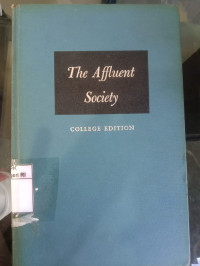 The Affluent
Society
COLLEGE EDITION